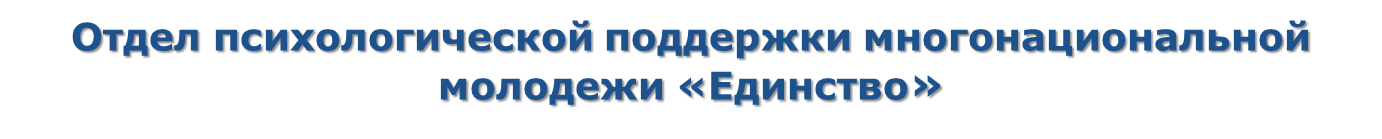 Отдел психологической поддержки многонациональной
молодежи «Единство»